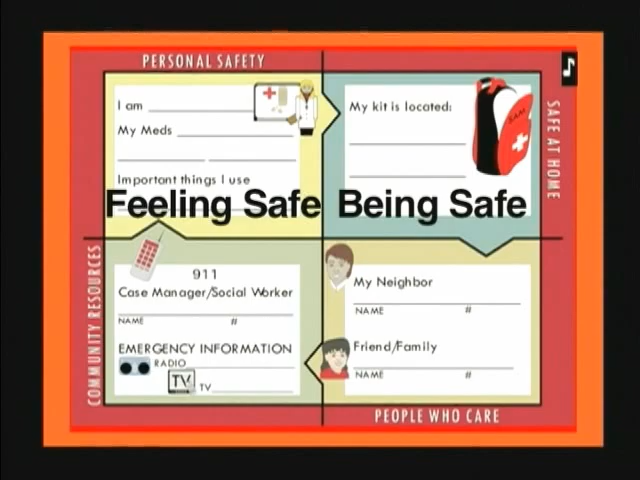 PERSONAL SAFETY
I am
My Meds
Important things I use
My kit is located:
SAM
SAFE AT HOME
Feeling Safe Being Safe
COMMUNITY RESOURCES
911
Case Manager/Social Worker
NAME #
EMERGENCY INFORMATION
RADIO
TV TV
My Neighbor
NAME #
Friend/Family
NAME #
PEOPLE WHO CARE